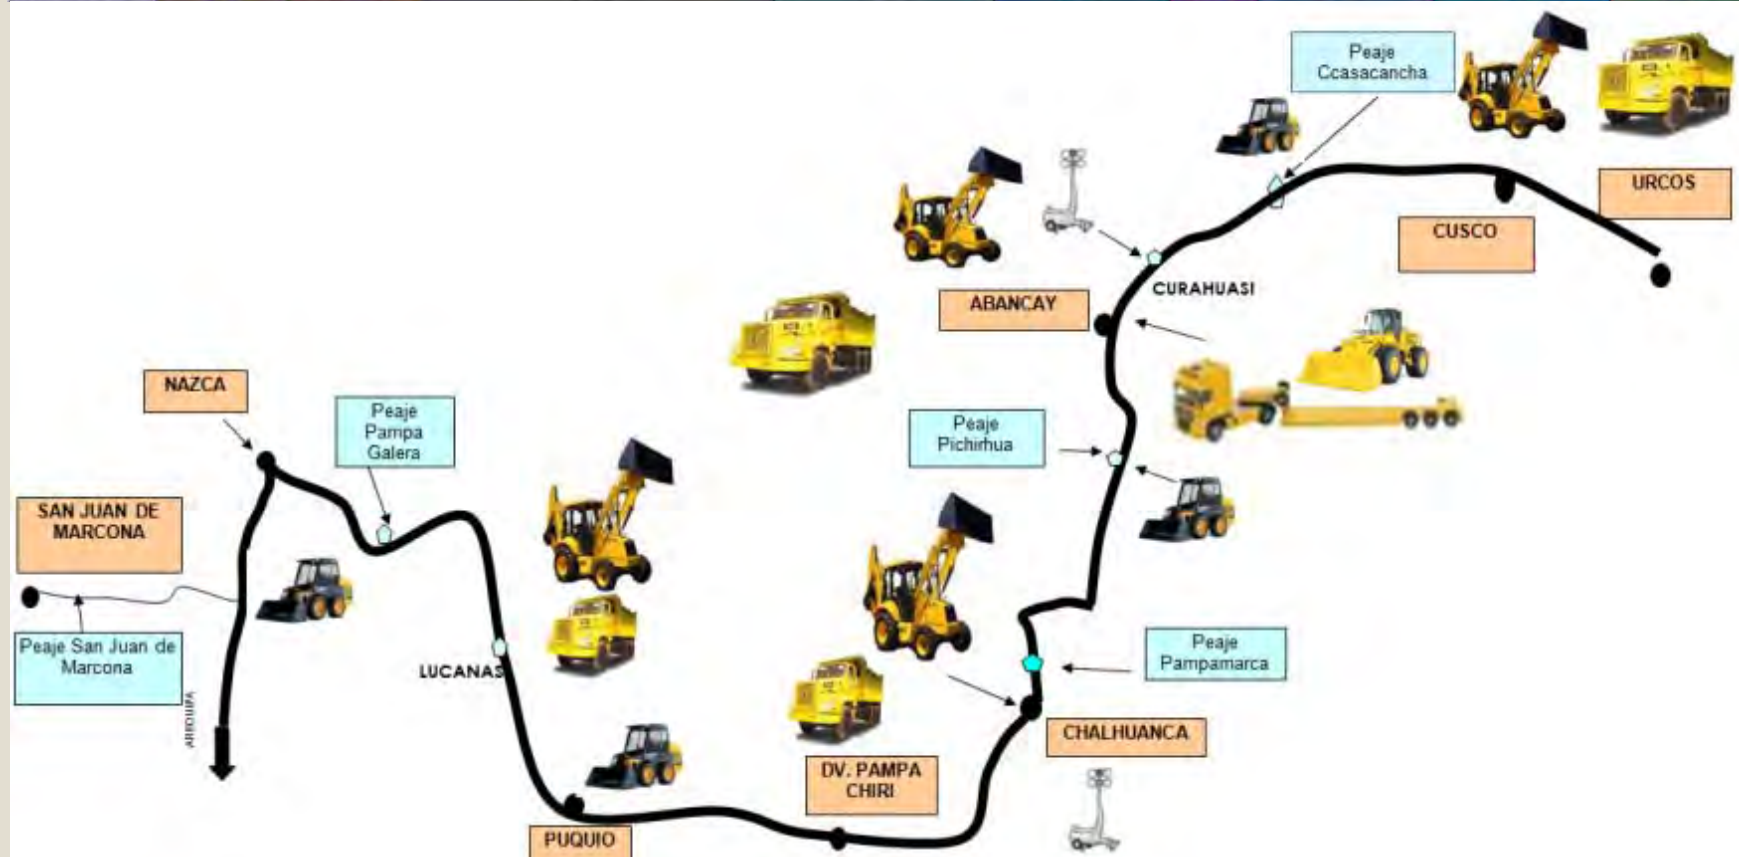 Peaje
Ccasacancha
URCOS
CUSCO
CURAHUASI
ABANCAY
NAZCA
Peaje
Pampa
Galera
Peaje
Pichirhua
SAN JUAN DE
MARCONA
Peaje San Juan de
Marcona
LUCANAS
AREQUIPA
Peaje
Pampamarca
CHALHUANCA
DV. PAMPA
CHIRI
PUQUIO